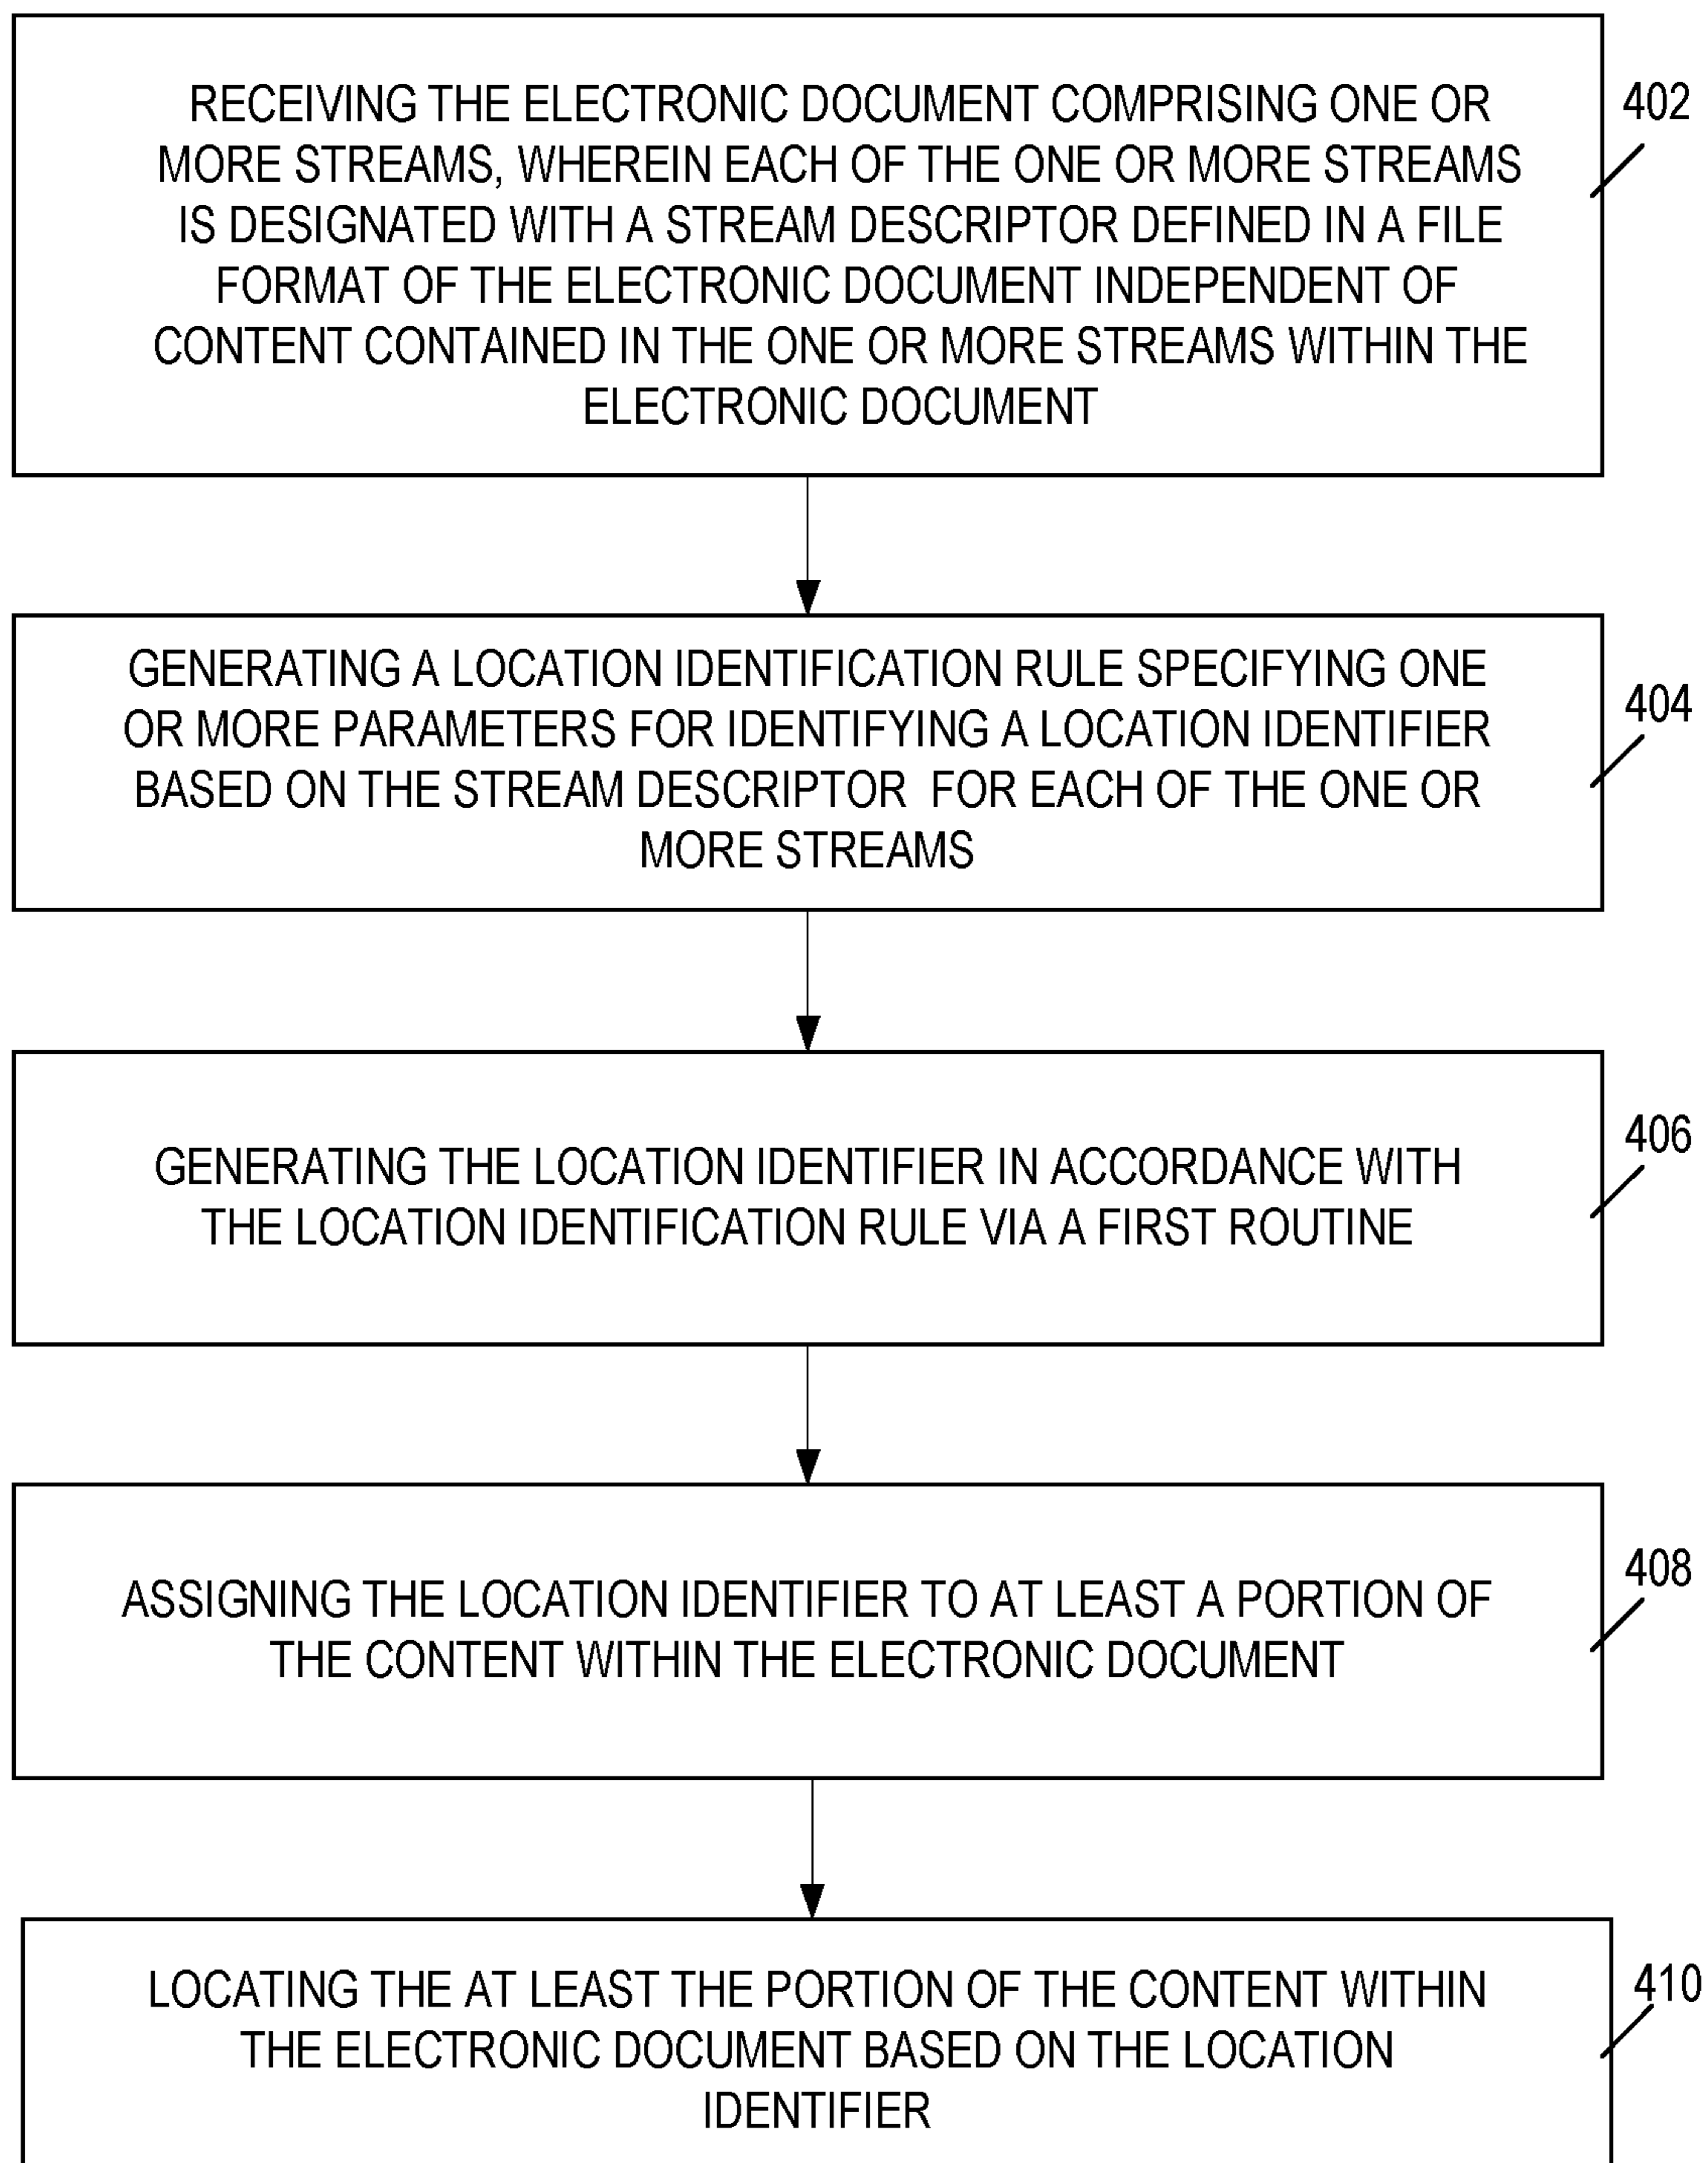 RECEIVING THE ELECTRONIC DOCUMENT COMPRISING ONE OR
MORE STREAMS, WHEREIN EACH OF THE ONE OR MORE STREAMS
IS DESIGNATED WITH A STREAM DESCRIPTOR DEFINED IN A FILE
FORMAT OF THE ELECTRONIC DOCUMENT INDEPENDENT OF
CONTENT CONTAINED IN THE ONE OR MORE STREAMS WITHIN THE
ELECTRONIC DOCUMENT
402
GENERATING A LOCATION IDENTIFICATION RULE SPECIFYING ONE
OR MORE PARAMETERS FOR IDENTIFYING A LOCATION IDENTIFIER
BASED ON THE STREAM DESCRIPTOR FOR EACH OF THE ONE OR
MORE STREAMS
404
GENERATING THE LOCATION IDENTIFIER IN ACCORDANCE WITH
THE LOCATION IDENTIFICATION RULE VIA A FIRST ROUTINE
406
ASSIGNING THE LOCATION IDENTIFIER TO AT LEAST A PORTION OF
THE CONTENT WITHIN THE ELECTRONIC DOCUMENT
408
LOCATING THE AT LEAST THE PORTION OF THE CONTENT WITHIN
THE ELECTRONIC DOCUMENT BASED ON THE LOCATION
IDENTIFIER
410